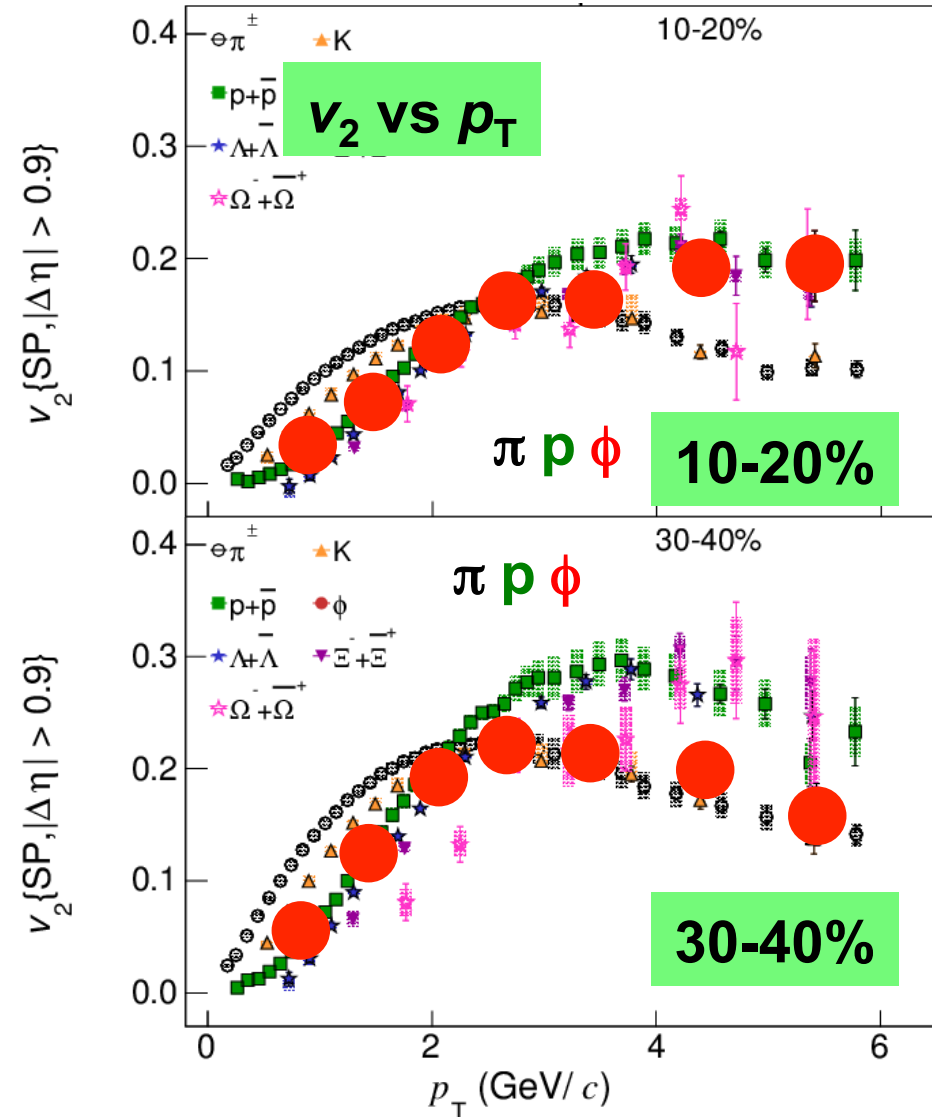 0.4
π± K
10-20%
p+p̅
v₂ vs p_T
0.3
Λ+Λ̅
Ω⁻+Ω̅⁺
0.2
0.1
π p ϕ
10-20%
0.0
v₂{SP,|Δη| > 0.9}
0.4
π± K
30-40%
π p ϕ
p+p̅ ϕ
0.3
Λ+Λ̅ Ξ⁻+Ξ̅⁺
Ω⁻+Ω̅⁺
0.2
0.1
30-40%
0.0
v₂{SP,|Δη| > 0.9}
0 2 4 6
p_T (GeV/c)